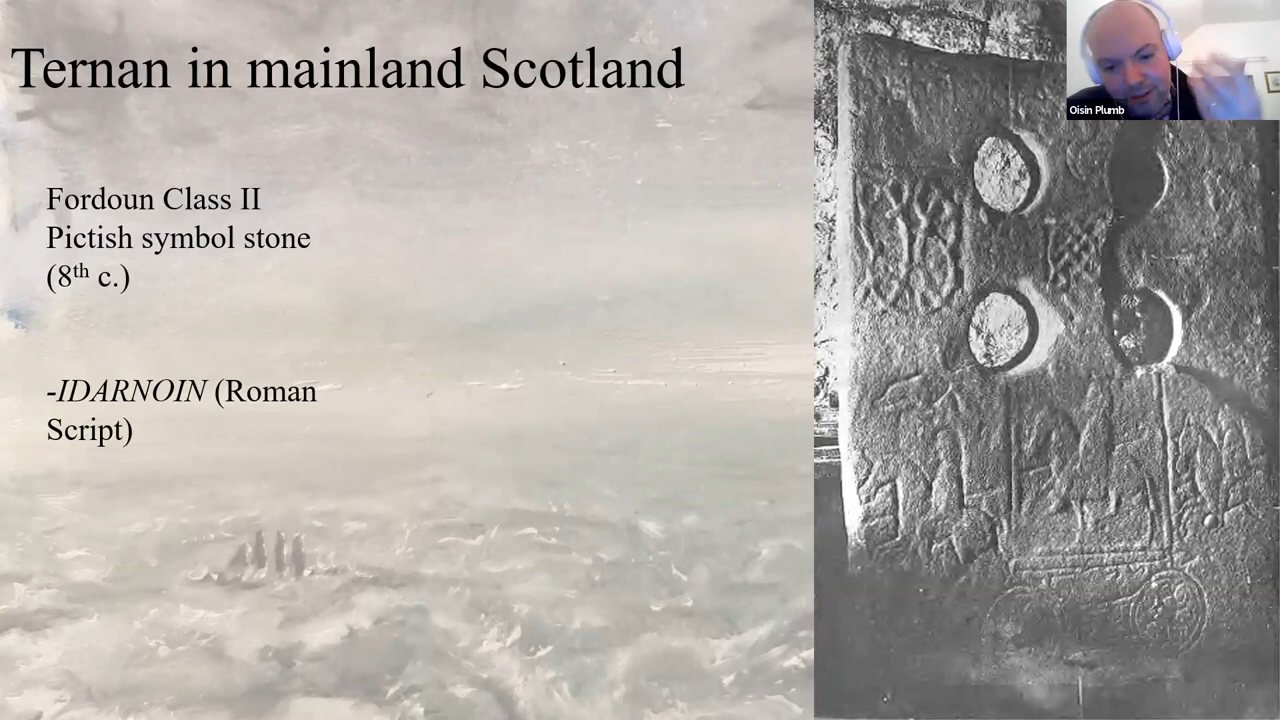 Ternan in mainland Scotland
Oisin Plumb
Fordoun Class II
Pictish symbol stone
(8th c.)
-IDARNOIN (Roman
Script)